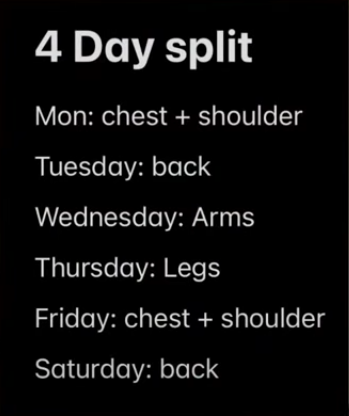 4 Day split
Mon: chest + shoulder
Tuesday: back
Wednesday: Arms
Thursday: Legs
Friday: chest + shoulder
Saturday: back